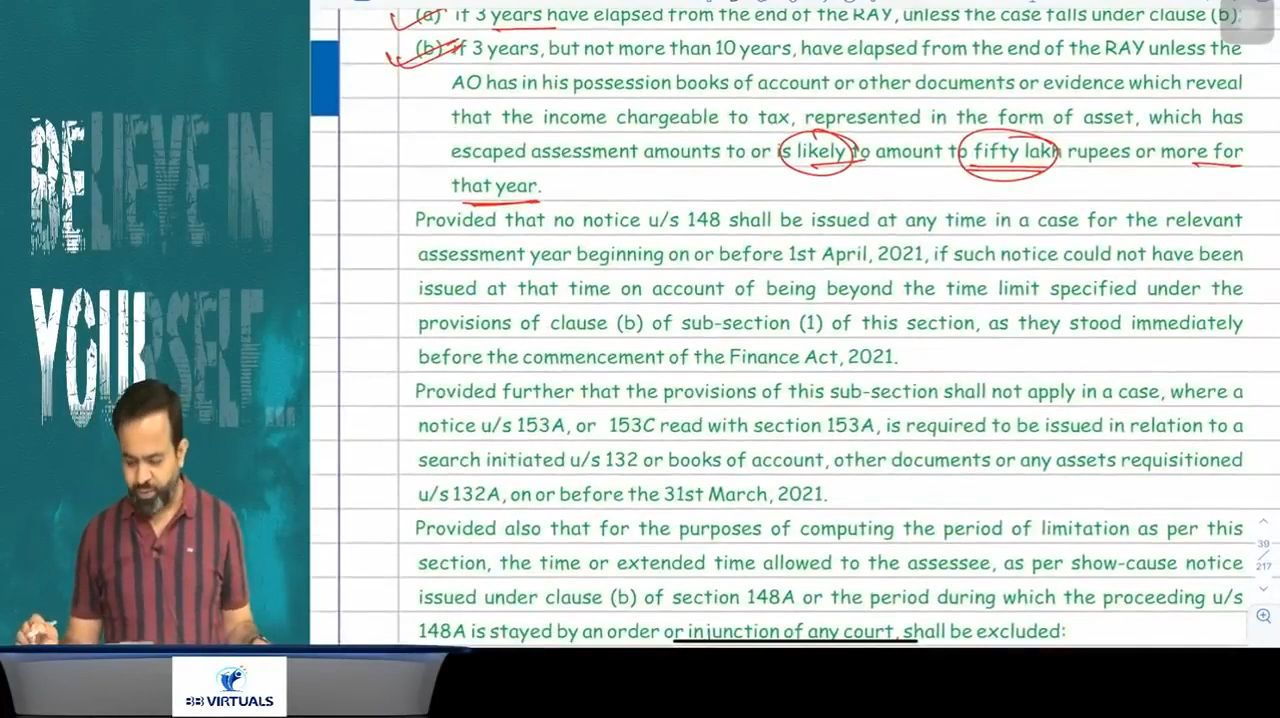 (a) if 3 years have elapsed from the end of the RAY, unless the case falls under clause (b);
(b) if 3 years, but not more than 10 years, have elapsed from the end of the RAY unless the
AO has in his possession books of account or other documents or evidence which reveal
that the income chargeable to tax, represented in the form of asset, which has
escaped assessment amounts to or is likely to amount to fifty lakh rupees or more for
that year.
Provided that no notice u/s 148 shall be issued at any time in a case for the relevant
assessment year beginning on or before 1st April, 2021, if such notice could not have been
issued at that time on account of being beyond the time limit specified under the
provisions of clause (b) of sub-section (1) of this section, as they stood immediately
before the commencement of the Finance Act, 2021.
Provided further that the provisions of this sub-section shall not apply in a case, where a
notice u/s 153A, or 153C read with section 153A, is required to be issued in relation to a
search initiated u/s 132 or books of account, other documents or any assets requisitioned
u/s 132A, on or before the 31st March, 2021.
Provided also that for the purposes of computing the period of limitation as per this
section, the time or extended time allowed to the assessee, as per show-cause notice
issued under clause (b) of section 148A or the period during which the proceeding u/s
148A is stayed by an order or injunction of any court, shall be excluded:
BELIEVE IN
YOURSELF...
39
217
BB VIRTUALS